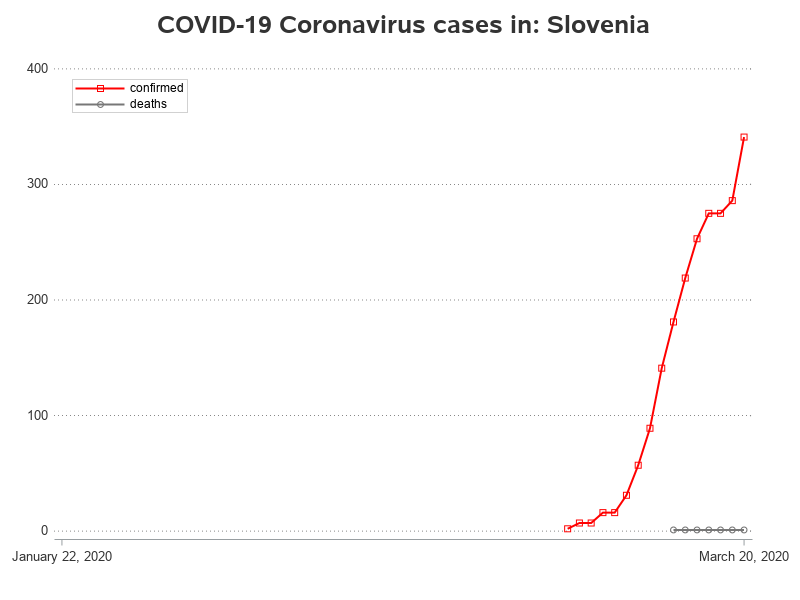 COVID-19 Coronavirus cases in: Slovenia
400
confirmed
deaths
300
200
100
0
January 22, 2020
March 20, 2020